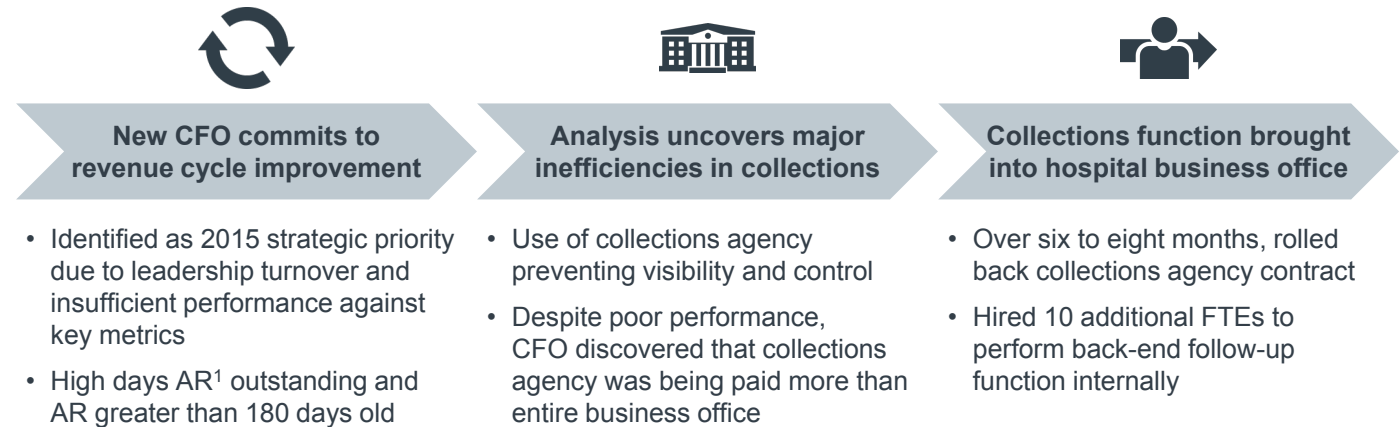 New CFO commits to
revenue cycle improvement
• Identified as 2015 strategic priority
due to leadership turnover and
insufficient performance against
key metrics
• High days AR¹ outstanding and
AR greater than 180 days old
Analysis uncovers major
inefficiencies in collections
• Use of collections agency
preventing visibility and control
• Despite poor performance,
CFO discovered that collections
agency was being paid more than
entire business office
Collections function brought
into hospital business office
• Over six to eight months, rolled
back collections agency contract
• Hired 10 additional FTEs to
perform back-end follow-up
function internally